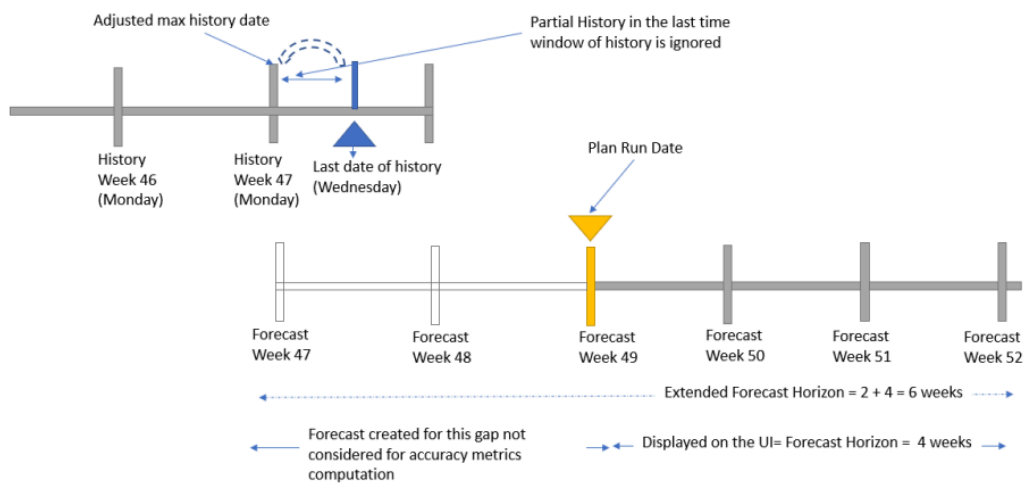 Adjusted max history date
Partial History in the last time
window of history is ignored
History
Week 46
(Monday)
History
Week 47
(Monday)
Last date of history
(Wednesday)
Plan Run Date
Forecast
Week 47
Forecast
Week 48
Forecast
Week 49
Forecast
Week 50
Forecast
Week 51
Forecast
Week 52
Extended Forecast Horizon = 2 + 4 = 6 weeks
Forecast created for this gap not
considered for accuracy metrics
computation
Displayed on the UI= Forecast Horizon =  4 weeks